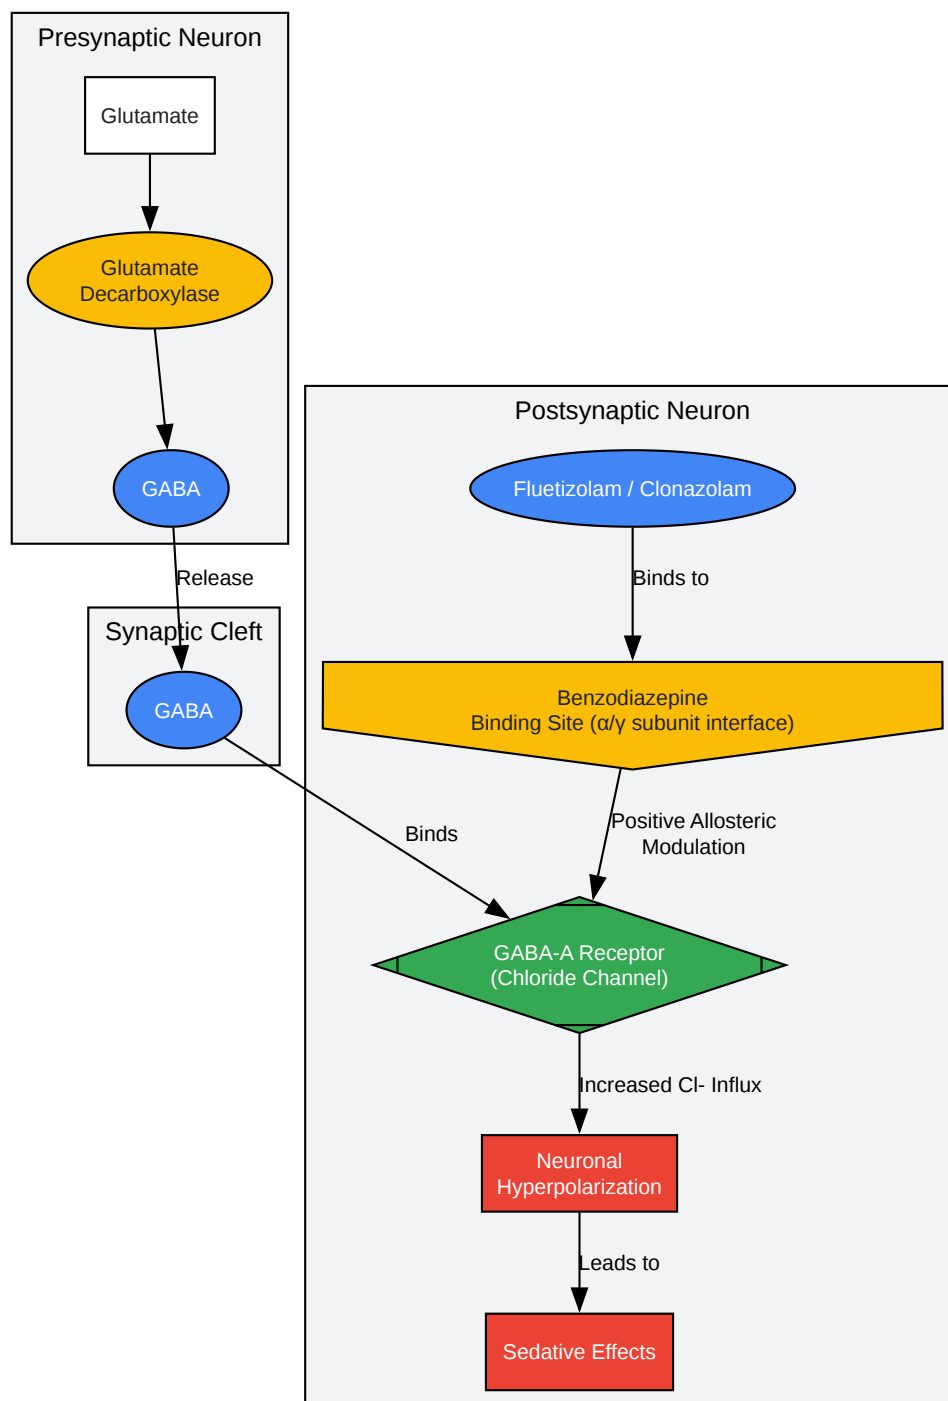 Presynaptic Neuron
Glutamate
Glutamate
Decarboxylase
GABA
Release
Synaptic Cleft
GABA
Binds
Postsynaptic Neuron
Fluetizolam / Clonazolam
Binds to
Benzodiazepine
Binding Site (α/γ subunit interface)
Positive Allosteric
Modulation
GABA-A Receptor
(Chloride Channel)
Increased Cl- Influx
Neuronal
Hyperpolarization
Leads to
Sedative Effects